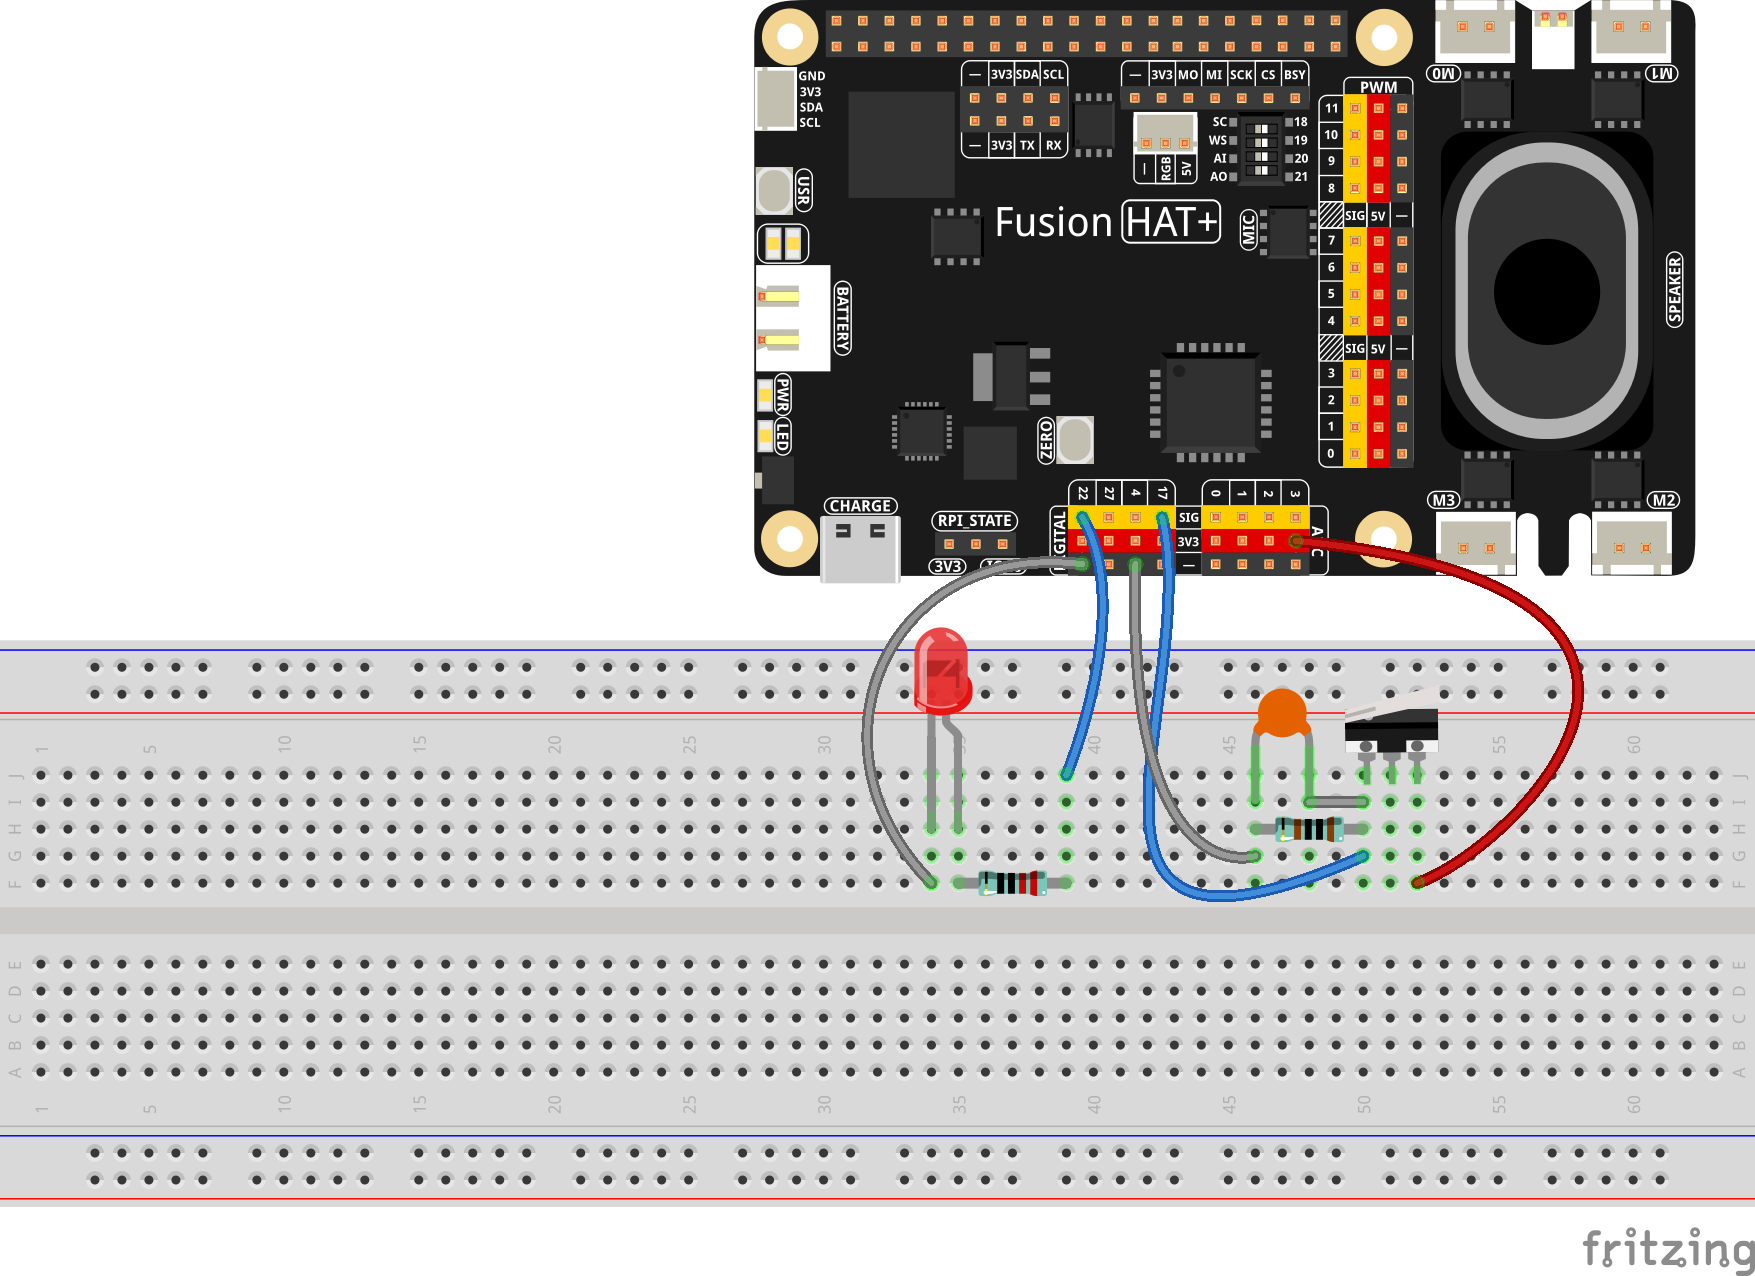 GND
3V3
SDA
SCL
— 3V3 SDA SCL
— 3V3 TX RX
— 3V3 MO MI SCK CS BSY
SC 18
WS 19
AI 20
AO 21
— RGB 5V
M0
M1
PWM
11
10
9
8
SIG 5V —
7
6
5
4
SIG 5V —
3
2
1
0
USR
Fusion HAT+
MIC
SPEAKER
BATTERY
PWR
LED
ZERO
CHARGE
RPI_STATE
3V3
22 27 4 17
0 1 2 3
SIG
3V3
—
M3
M2
1 5 10 15 20 25 30 35 40 45 50 55 60
J J
I I
H H
G G
F F
E E
D D
C C
B B
A A
1 5 10 15 20 25 30 35 40 45 50 55 60
fritzing